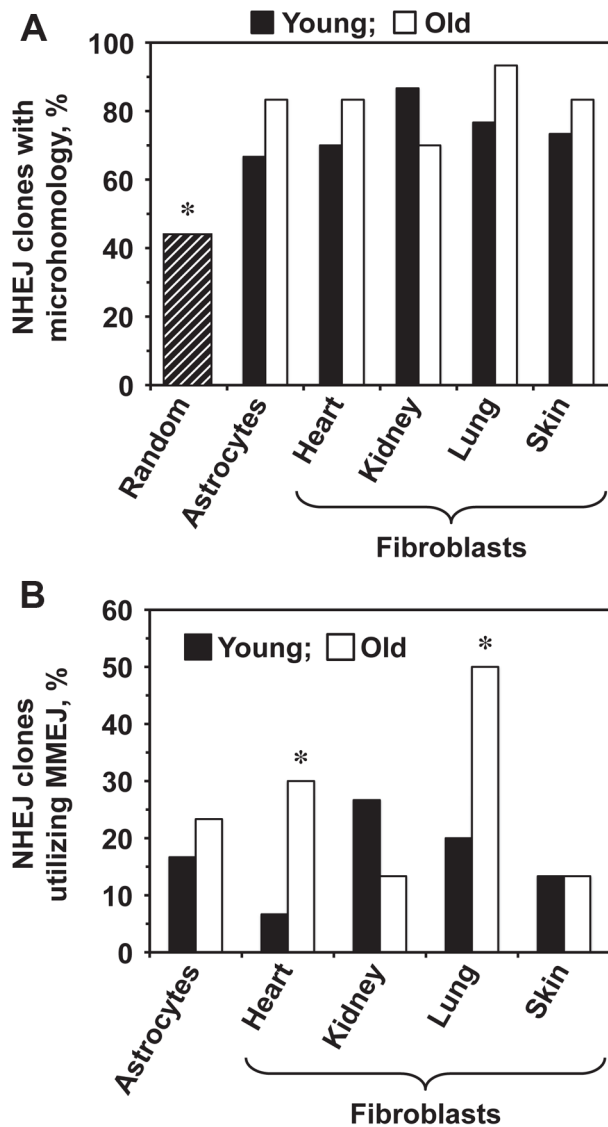 A
Young; Old
NHEJ clones with
microhomology, %
100
80
60
40
20
0
*
Random
Astrocytes
Heart
Kidney
Lung
Skin
Fibroblasts
B
NHEJ clones
utilizing MMEJ, %
60
50
40
30
20
10
0
Young; Old
*
*
Astrocytes
Heart
Kidney
Lung
Skin
Fibroblasts